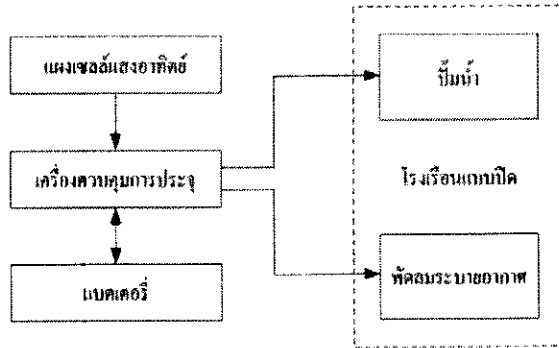 แผงเซลล์แสงอาทิตย์
ปั๊มน้ำ
เครื่องควบคุมการประจุ
โรงเรือนแบบปิด
แบตเตอรี่
พัดลมระบายอากาศ